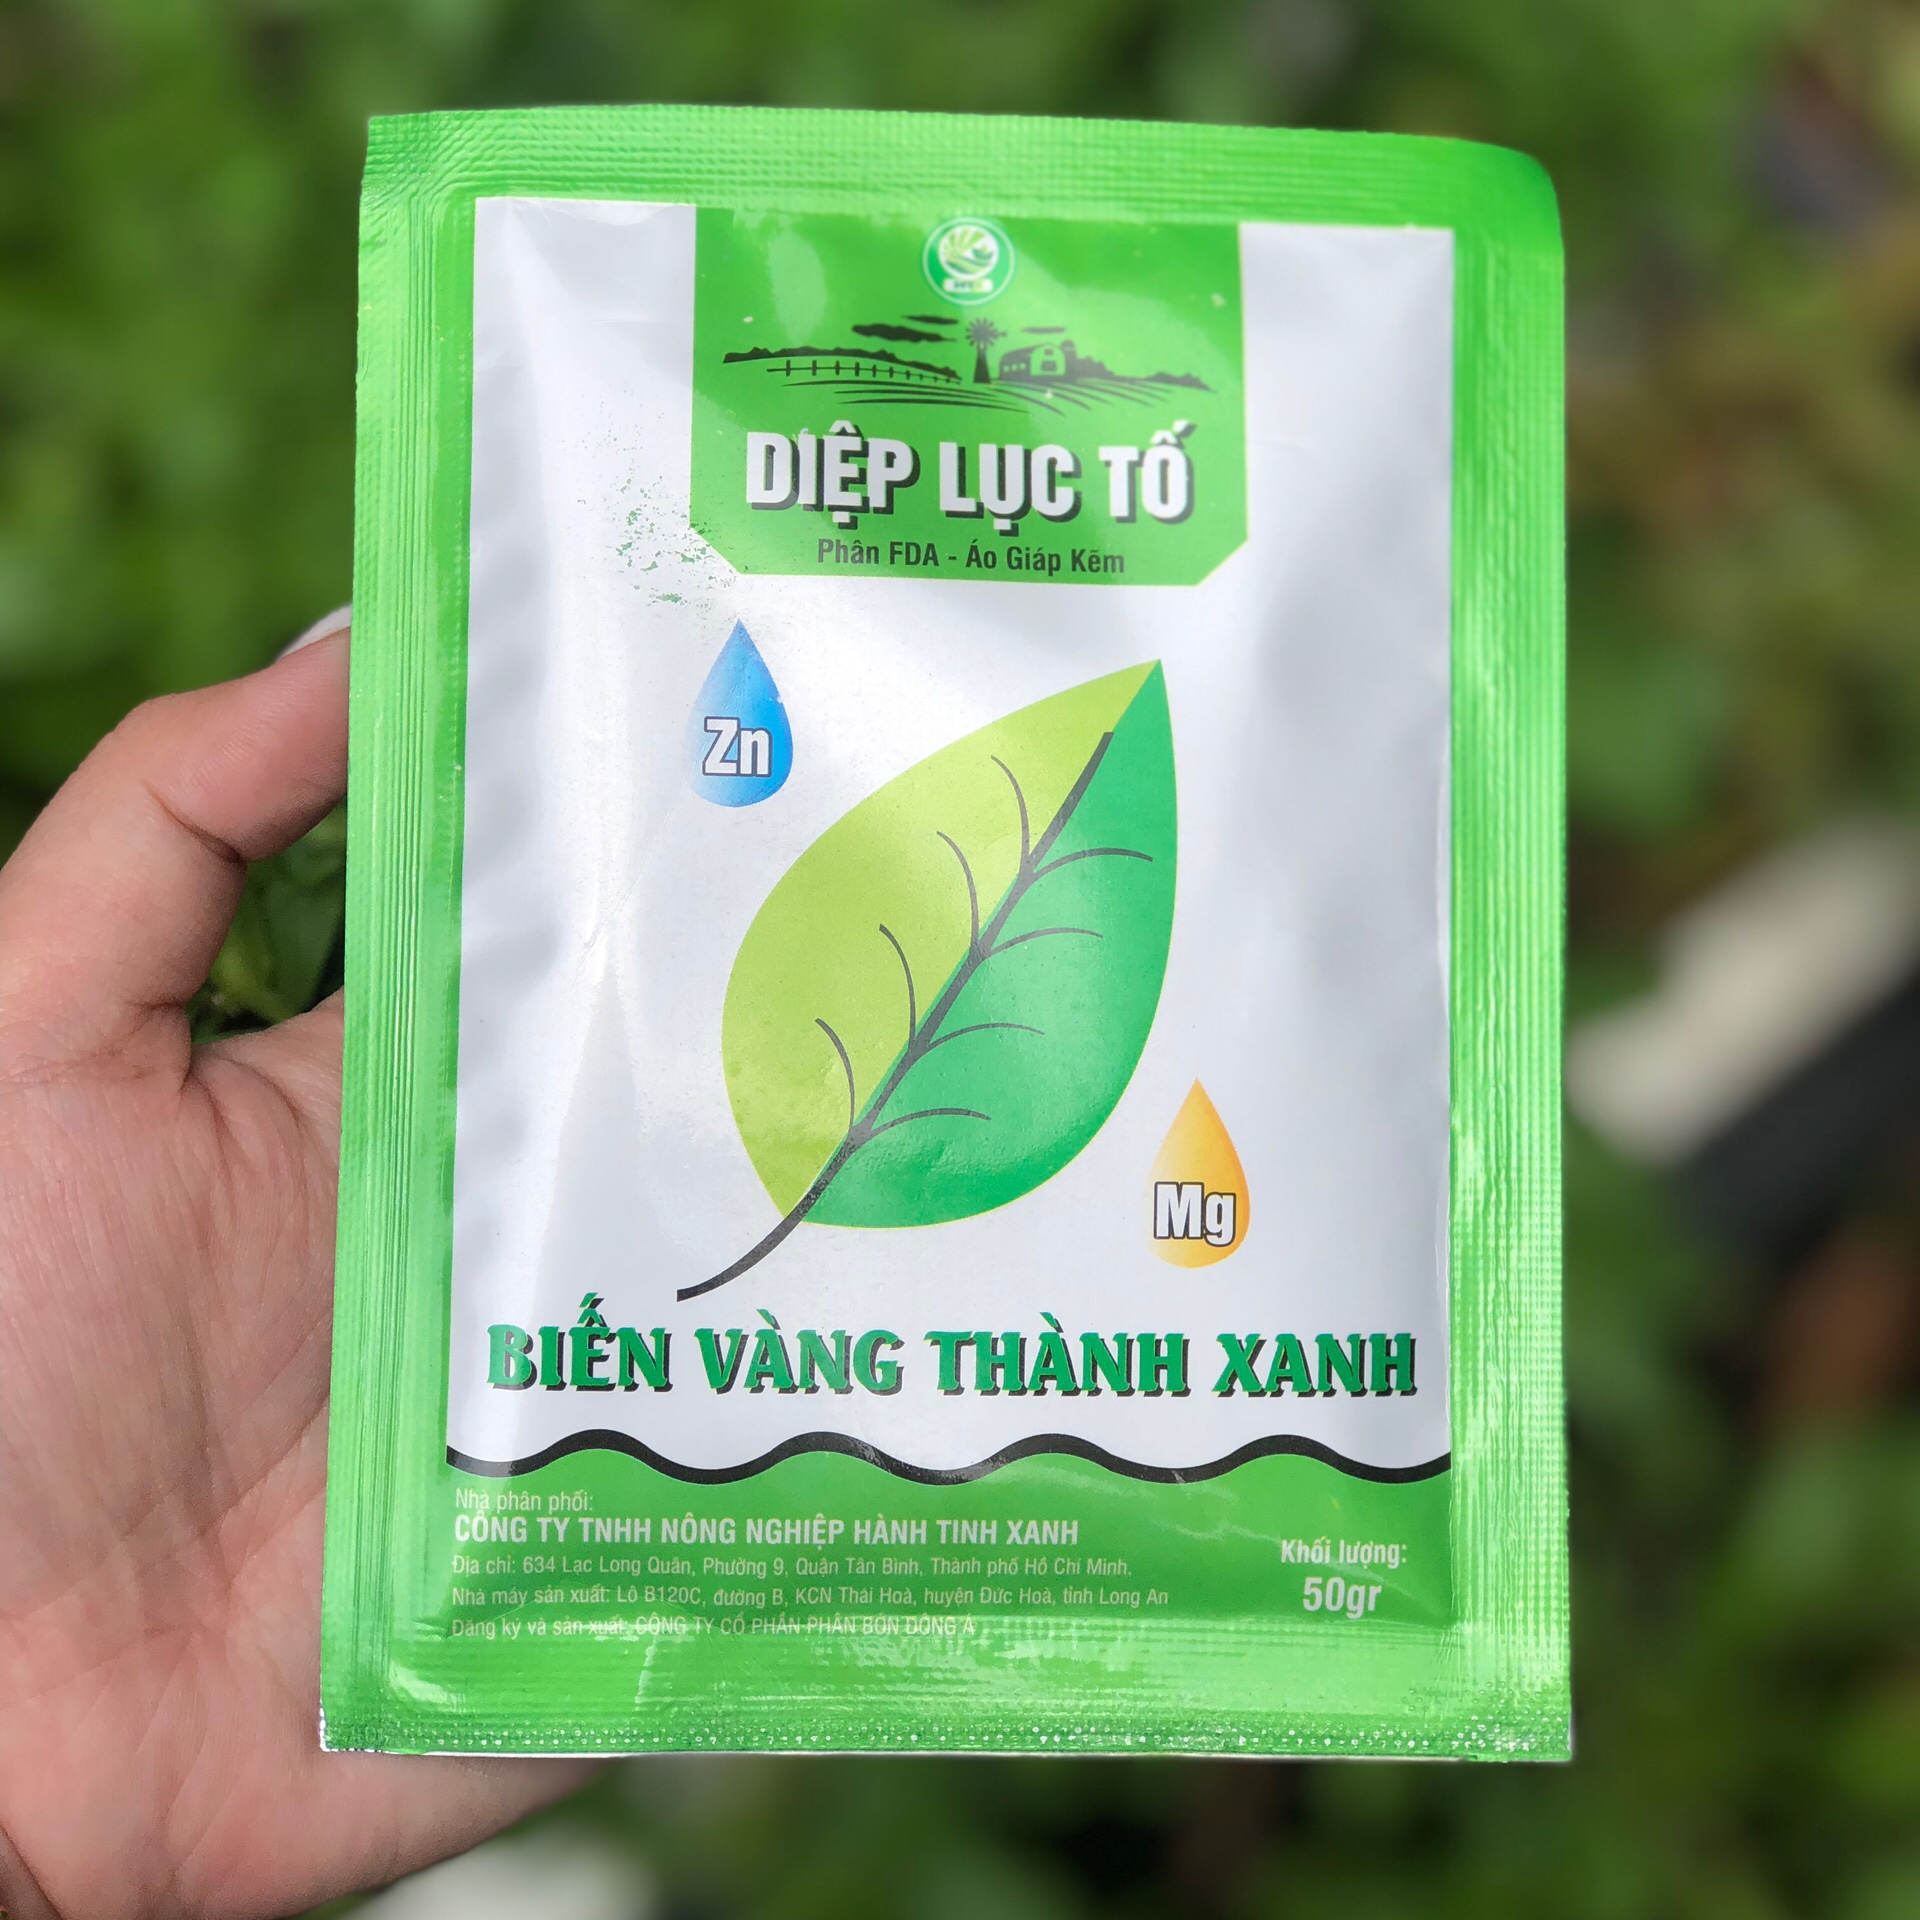 DIỆP LỤC TỐ
Phân FDA - Áo Giáp Kẽm
Zn
Mg
BIẾN VÀNG THÀNH XANH
Nhà phân phối:
CÔNG TY TNHH NÔNG NGHIỆP HÀNH TINH XANH
Địa chỉ: 634 Lạc Long Quân, Phường 9, Quận Tân Bình, Thành phố Hồ Chí Minh.
Nhà máy sản xuất: Lô B120C, đường B, KCN Thái Hoà, huyện Đức Hoà, tỉnh Long An
Đăng ký và sản xuất: CÔNG TY CỔ PHẦN PHÂN BÓN ĐÔNG Á
Khối lượng:
50gr